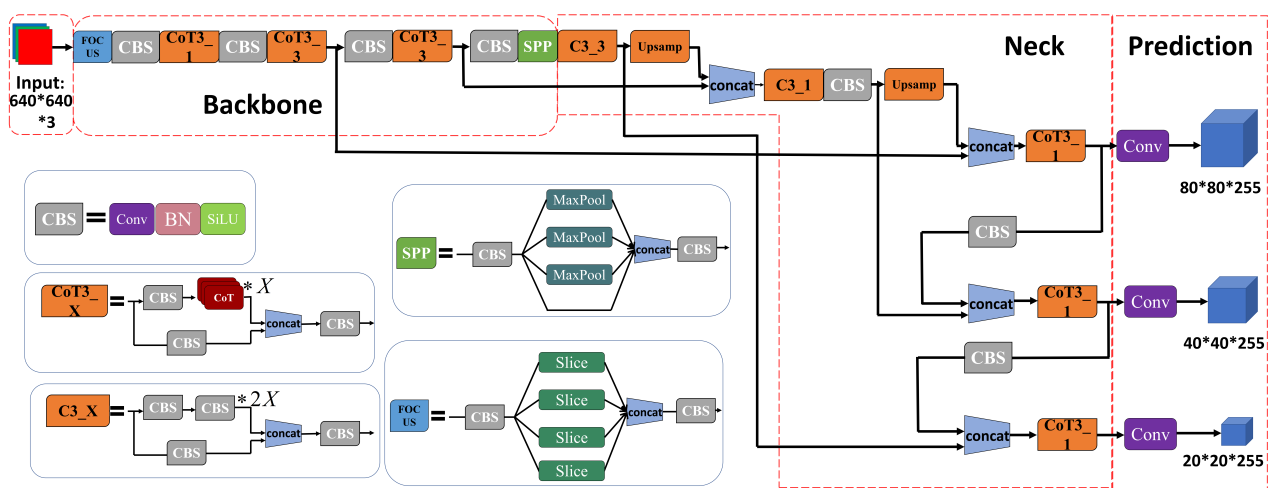 Input:
640*640
*3
FOC
US
CBS
CoT3_
1
CBS
CoT3_
3
CBS
CoT3_
3
CBS
SPP
C3_3
Upsamp
concat
C3_1
CBS
Upsamp
concat
CoT3_
1
Conv
80*80*255
Backbone
Neck
Prediction
CBS
concat
CoT3_
1
Conv
40*40*255
CBS
concat
CoT3_
1
Conv
20*20*255
CBS = Conv BN SiLU
CoT3_
X
=
CBS
CoT
* X
CBS
concat
CBS
C3_X =
CBS
CBS
*2X
CBS
concat
CBS
SPP =
CBS
MaxPool
MaxPool
MaxPool
concat
CBS
FOC
US
=
CBS
Slice
Slice
Slice
Slice
concat
CBS